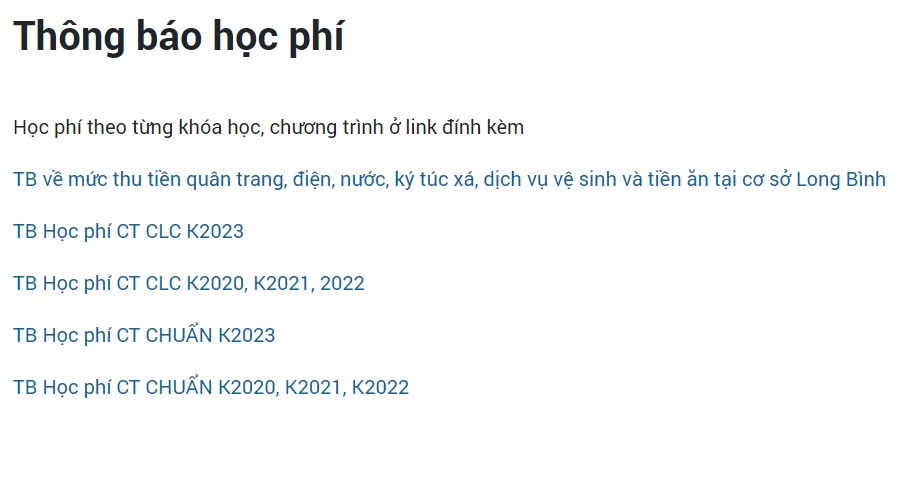 Thông báo học phí
Học phí theo từng khóa học, chương trình ở link đính kèm
TB về mức thu tiền quân trang, điện, nước, ký túc xá, dịch vụ vệ sinh và tiền ăn tại cơ sở Long Bình
TB Học phí CT CLC K2023
TB Học phí CT CLC K2020, K2021, 2022
TB Học phí CT CHUẨN K2023
TB Học phí CT CHUẨN K2020, K2021, K2022